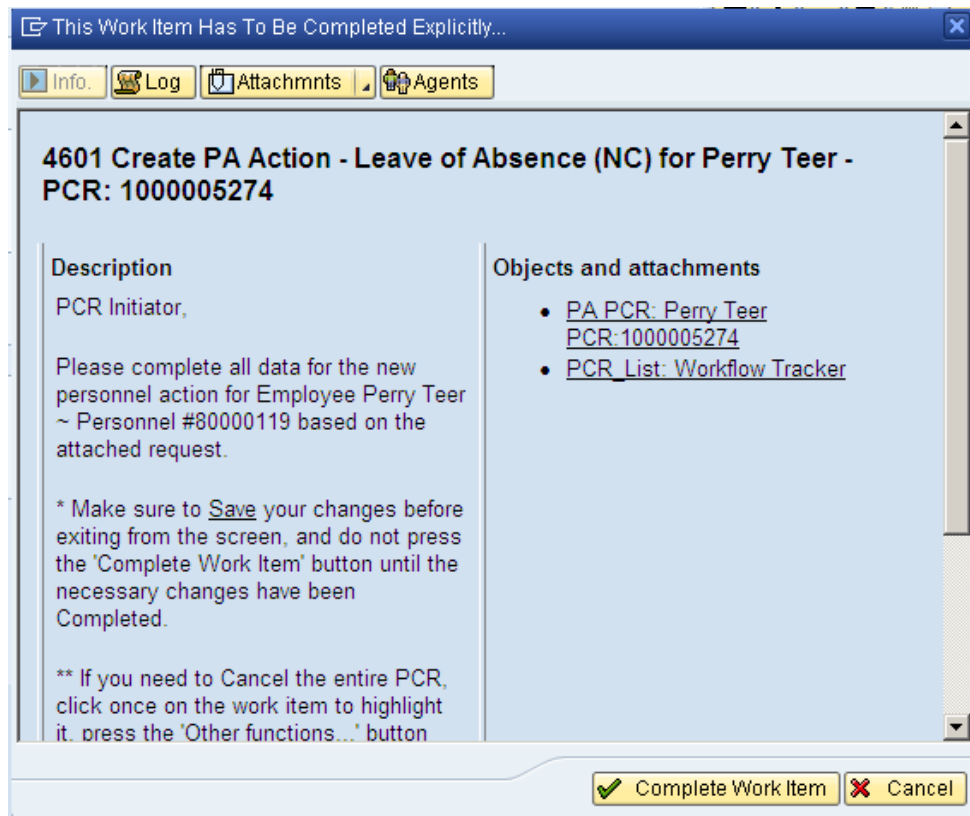 This Work Item Has To Be Completed Explicitly...
Info. Log Attachmnts Agents
4601 Create PA Action - Leave of Absence (NC) for Perry Teer -
PCR: 1000005274
Description
PCR Initiator,
Please complete all data for the new
personnel action for Employee Perry Teer
~ Personnel #80000119 based on the
attached request.
* Make sure to Save your changes before
exiting from the screen, and do not press
the 'Complete Work Item' button until the
necessary changes have been
Completed.
** If you need to Cancel the entire PCR,
click once on the work item to highlight
it, press the 'Other functions...' button
Objects and attachments
• PA PCR: Perry Teer
PCR:1000005274
• PCR_List: Workflow Tracker
Complete Work Item Cancel